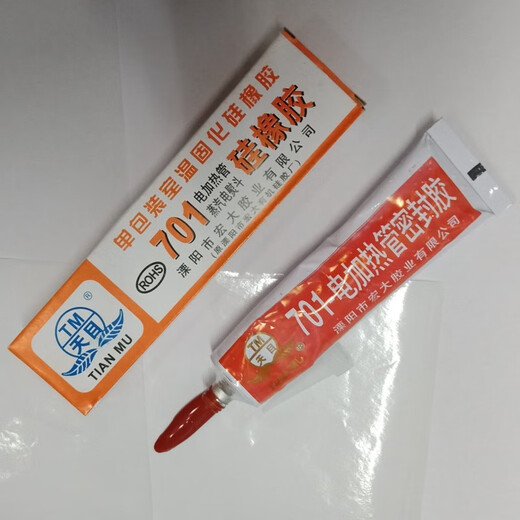 单包装室温固化硅橡胶
701
电加热管
蒸汽电熨斗
硅橡胶
溧阳市宏大胶业有限公司
ROHS
TM
天目
®
TIAN MU
701电加热管密封胶
溧阳市宏大胶业有限公司
TM
天目